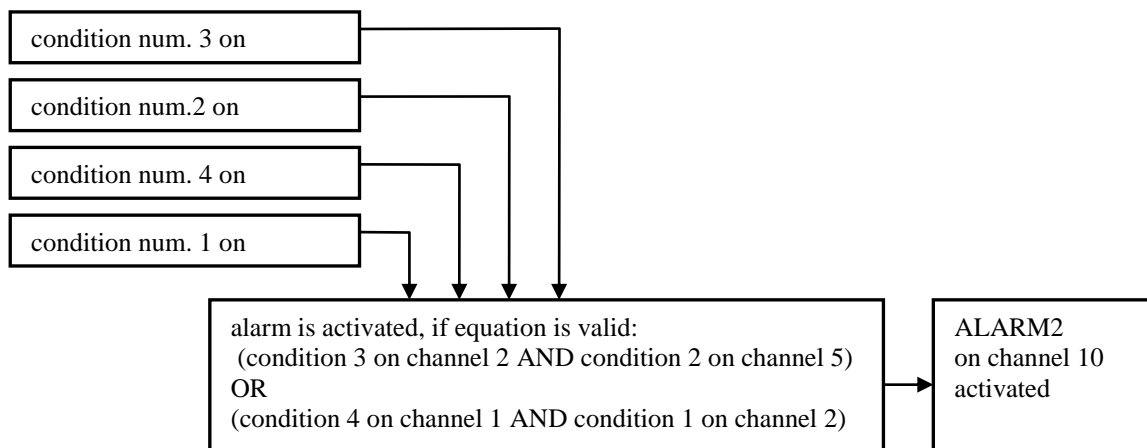 condition num. 3 on
condition num.2 on
condition num. 4 on
condition num. 1 on
alarm is activated, if equation is valid:
(condition 3 on channel 2 AND condition 2 on channel 5)
OR
(condition 4 on channel 1 AND condition 1 on channel 2)
ALARM2
on channel 10
activated